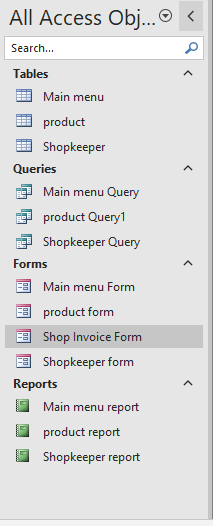 All Access Obj...
Search...
Tables
Main menu
product
Shopkeeper
Queries
Main menu Query
product Query1
Shopkeeper Query
Forms
Main menu Form
product form
Shop Invoice Form
Shopkeeper form
Reports
Main menu report
product report
Shopkeeper report